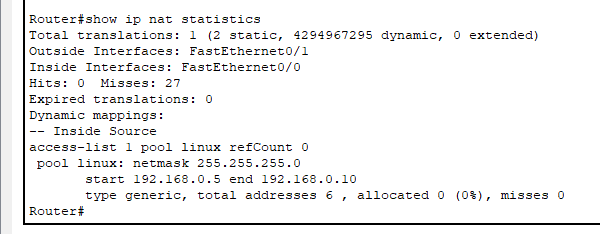 Router#show ip nat statistics
Total translations: 1 (2 static, 4294967295 dynamic, 0 extended)
Outside Interfaces: FastEthernet0/1
Inside Interfaces: FastEthernet0/0
Hits: 0  Misses: 27
Expired translations: 0
Dynamic mappings:
-- Inside Source
access-list 1 pool linux refCount 0
 pool linux: netmask 255.255.255.0
       start 192.168.0.5 end 192.168.0.10
       type generic, total addresses 6 , allocated 0 (0%), misses 0
Router#